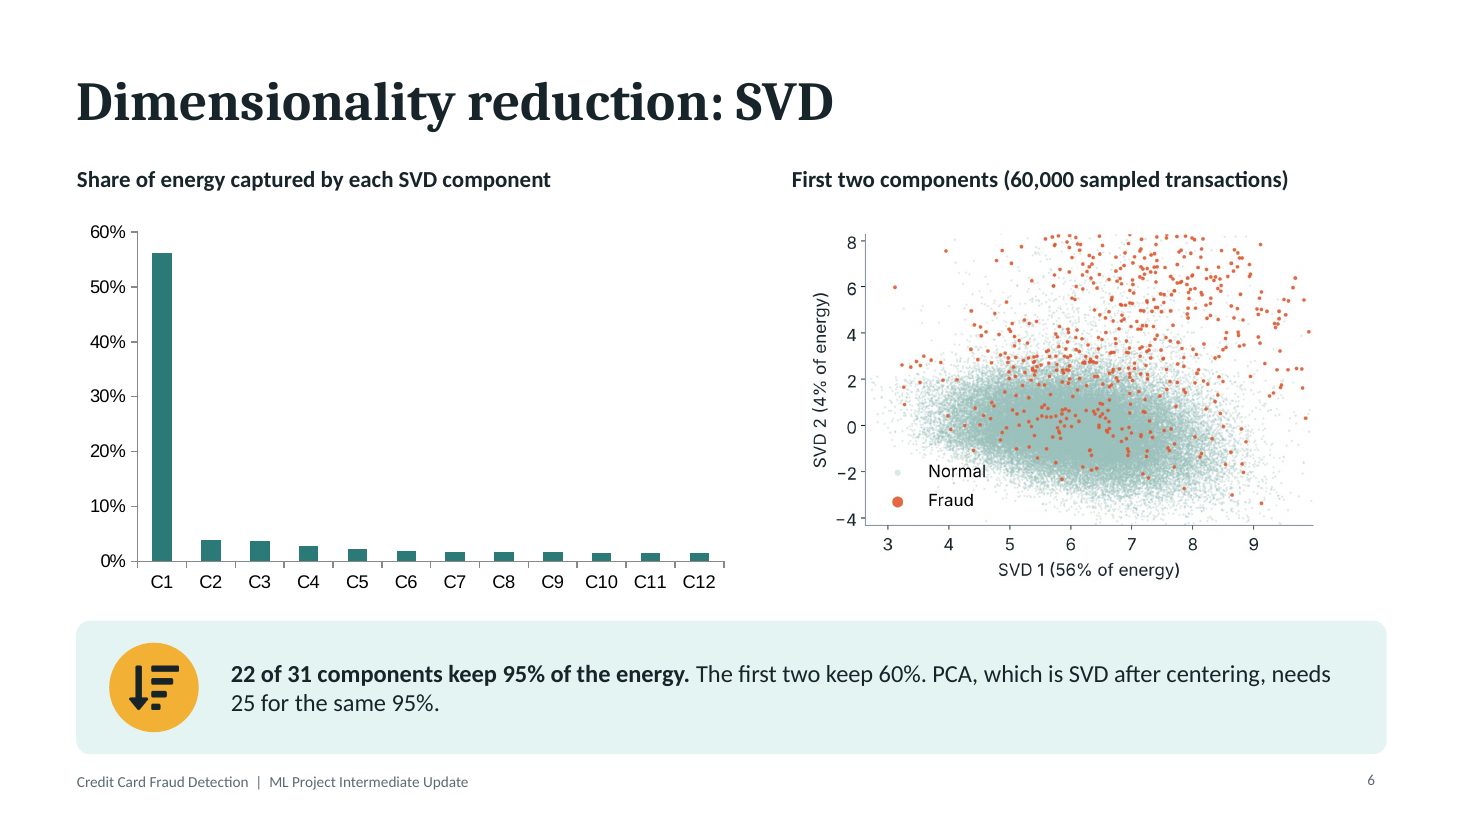 Dimensionality reduction: SVD
Share of energy captured by each SVD component
60%
50%
40%
30%
20%
10%
0%
C1 C2 C3 C4 C5 C6 C7 C8 C9 C10 C11 C12
First two components (60,000 sampled transactions)
SVD 2 (4% of energy)
8
6
4
2
0
−2
−4
Normal
Fraud
3 4 5 6 7 8 9
SVD 1 (56% of energy)
22 of 31 components keep 95% of the energy. The first two keep 60%. PCA, which is SVD after centering, needs
25 for the same 95%.
Credit Card Fraud Detection | ML Project Intermediate Update
6